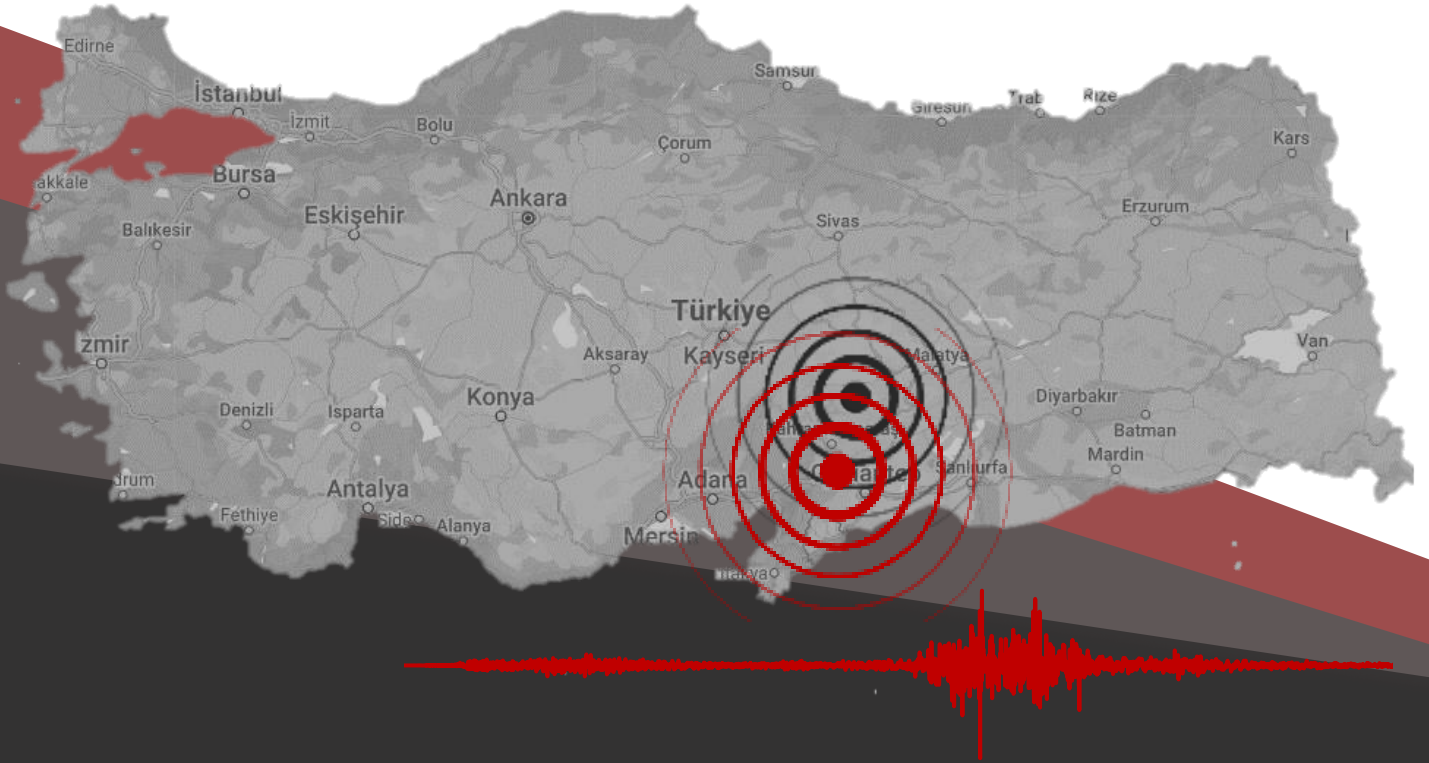 Edirne
İstanbul
İzmit
Bolu
Samsur
Giresun
Trab
Rize
Çorum
Kars
akkale
Bursa
Ankara
Eskişehir
Balıkesir
Sivas
Erzurum
Türkiye
zmir
Aksaray
Kayseri
Malatya
Van
Konya
Denizli
Isparta
Diyarbakır
Batman
Mardin
Şanlıurfa
drum
Antalya
Adana
Fethiye
Side
Alanya
Mersin